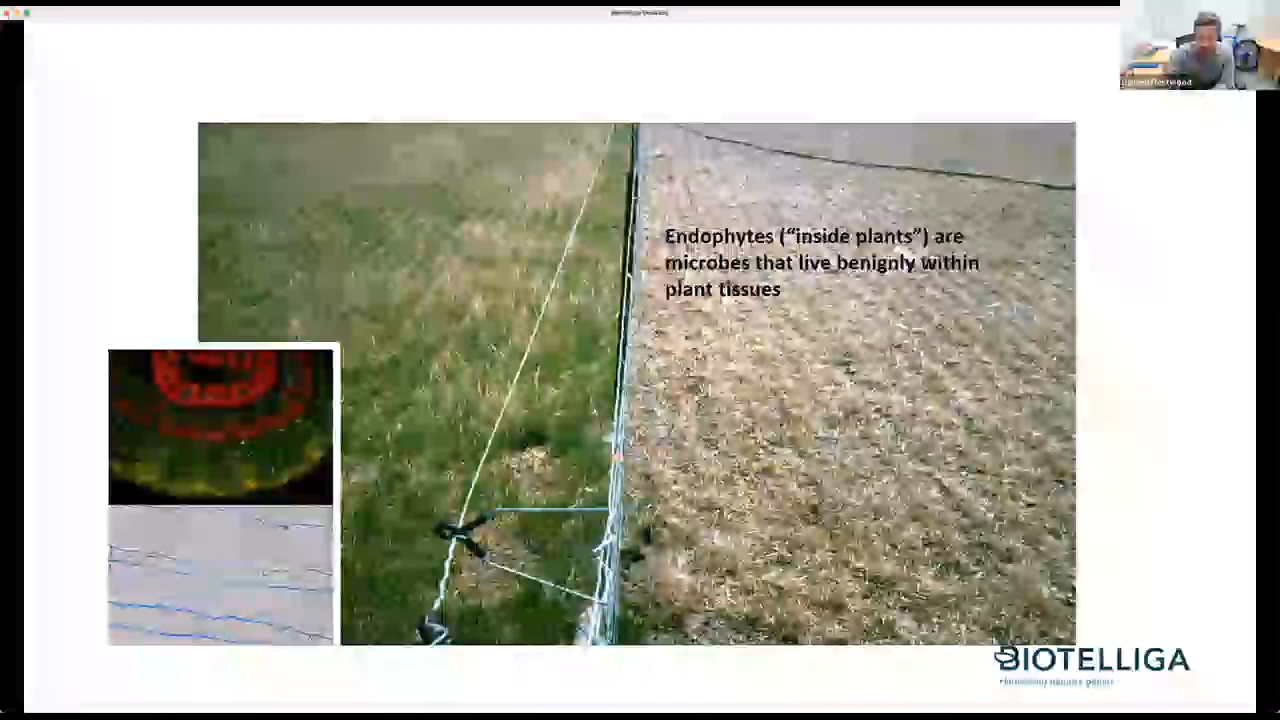 Endophytes (“inside plants”) are
microbes that live benignly within
plant tissues
BIOTELLIGA